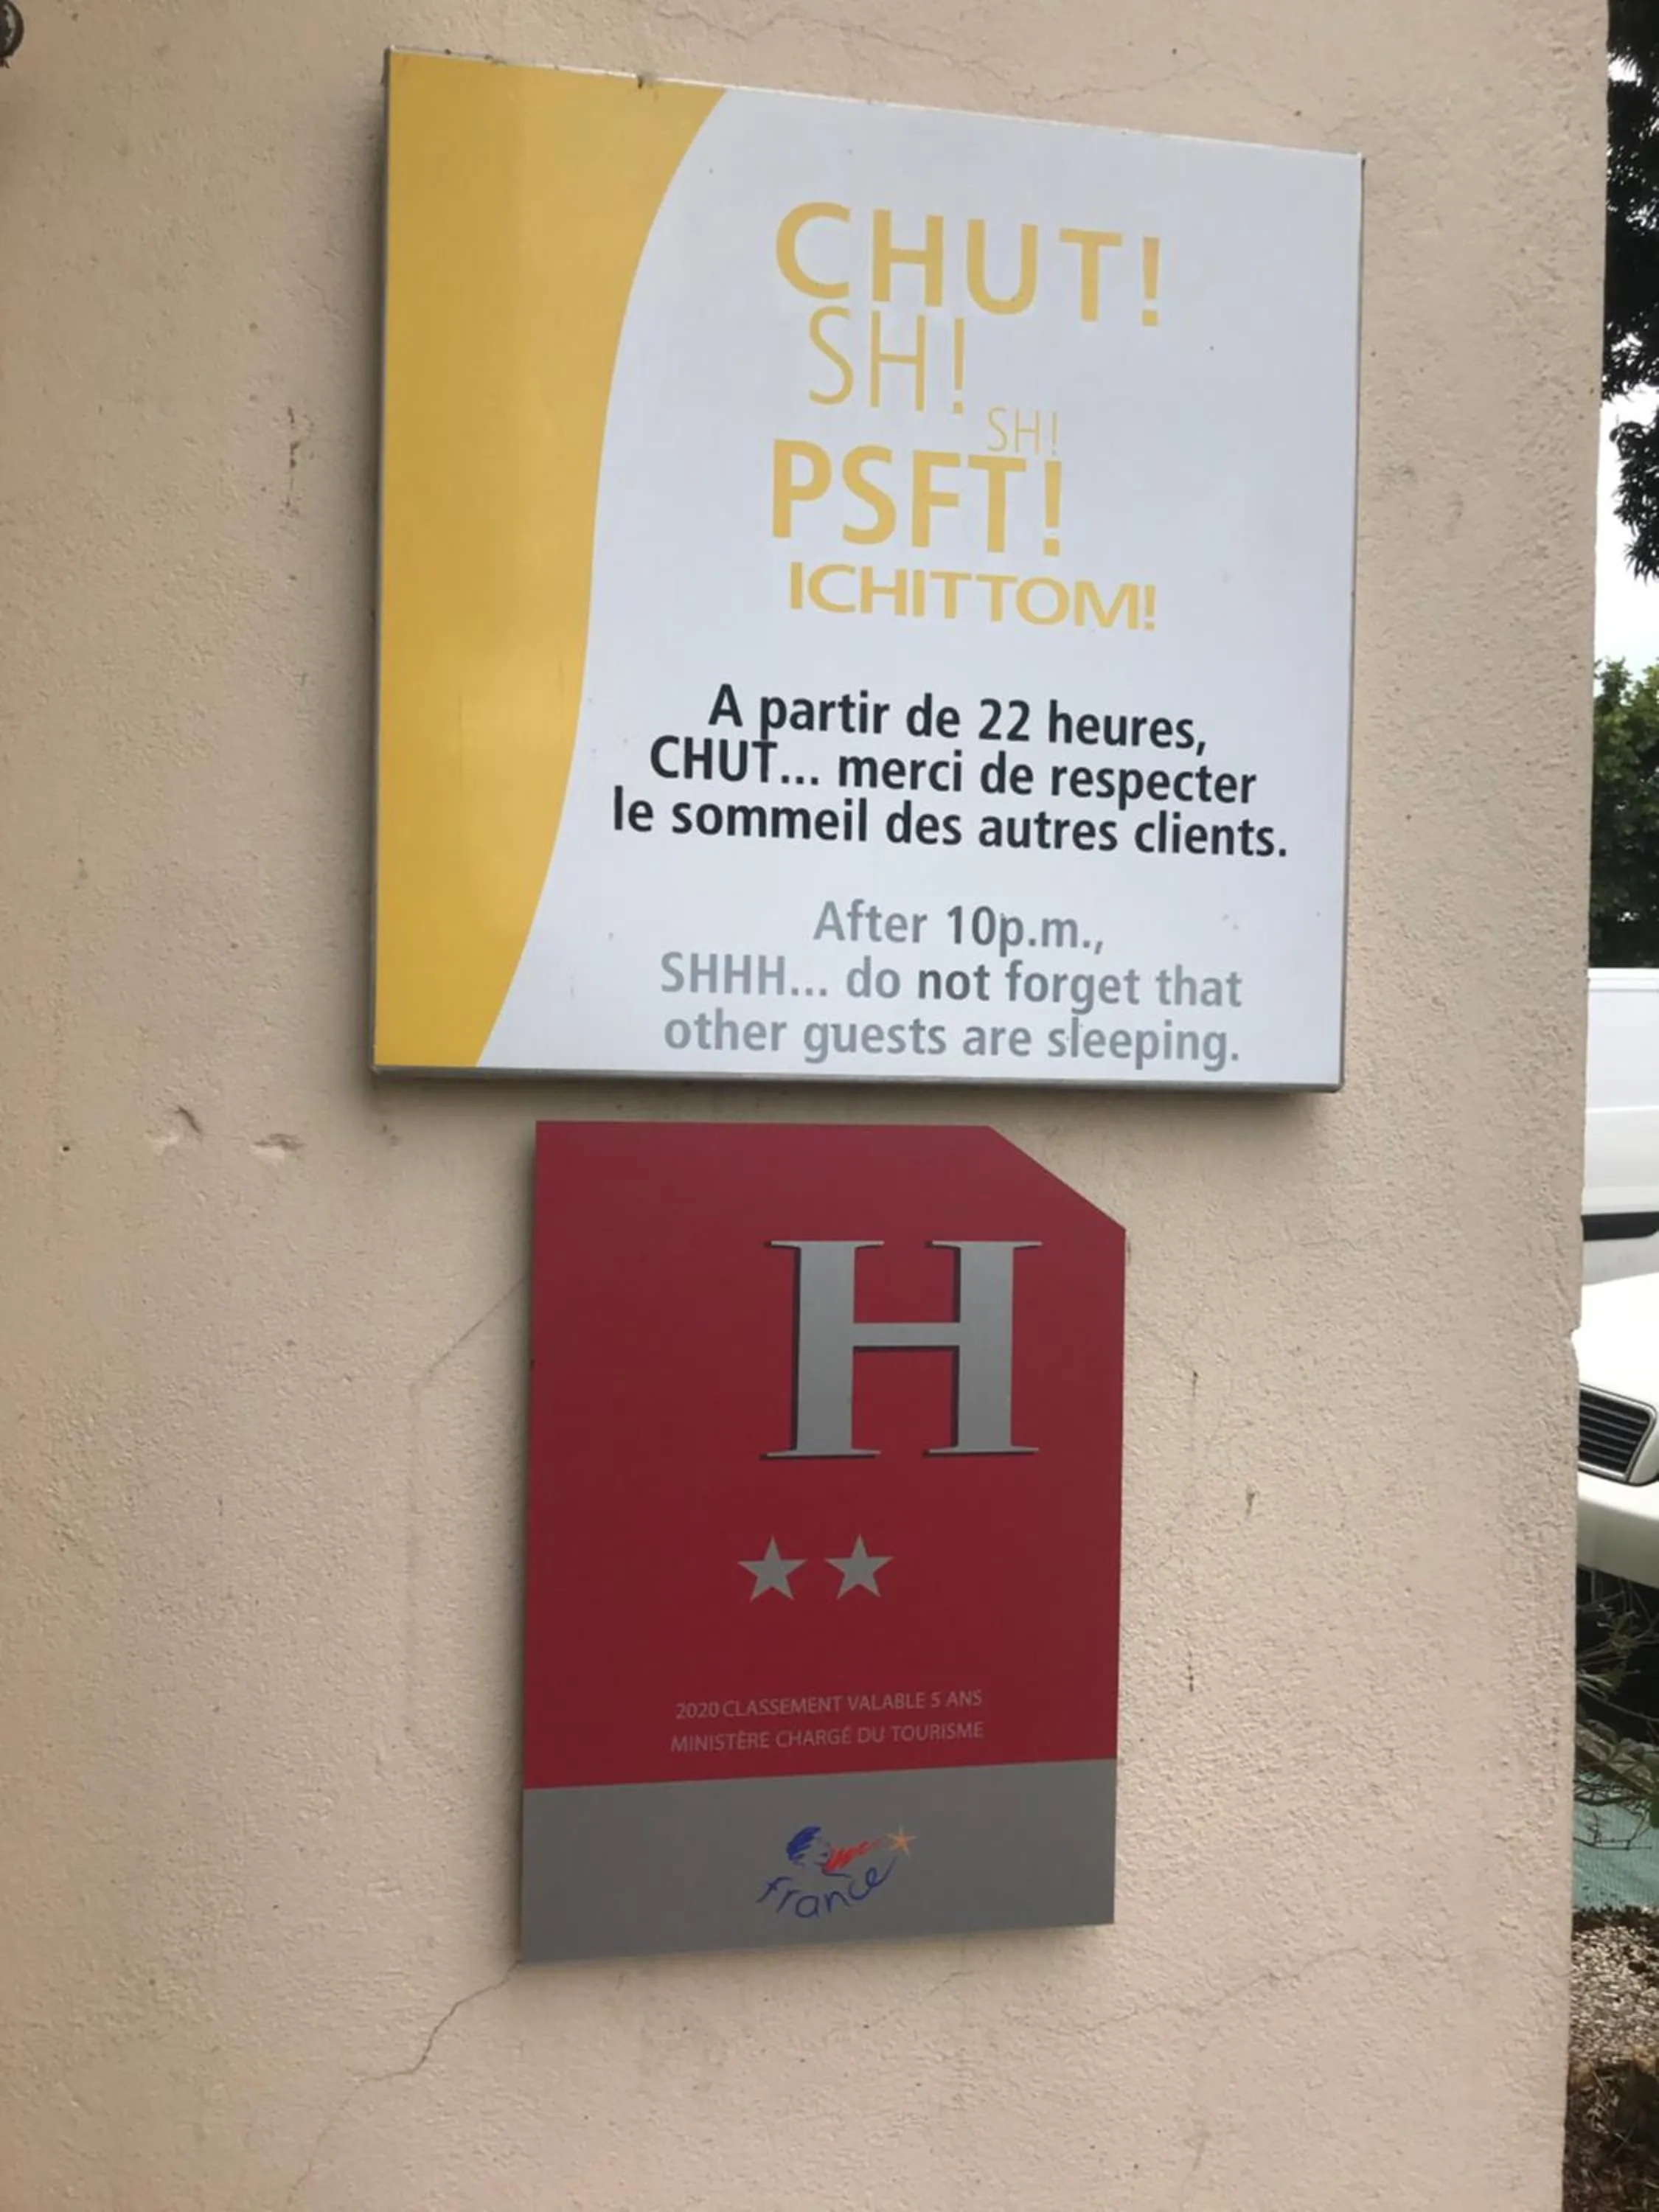 CHUT!
SH!
SH!
PSFT!
ICHITTOM!
A partir de 22 heures,
CHUT... merci de respecter
le sommeil des autres clients.
After 10p.m.,
SHHH... do not forget that
other guests are sleeping.
H
2020 CLASSEMENT VALABLE 5 ANS
MINISTÈRE CHARGÉ DU TOURISME
france